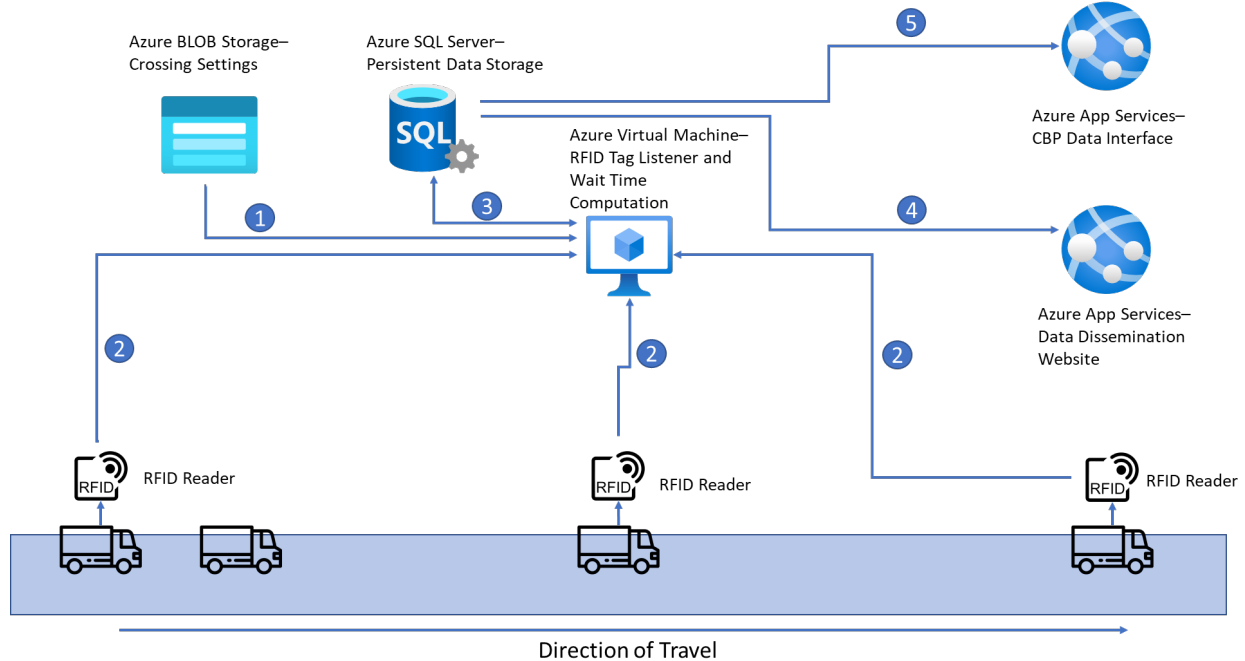 5
Azure BLOB Storage–
Crossing Settings
Azure SQL Server–
Persistent Data Storage
SQL
Azure App Services–
CBP Data Interface
Azure Virtual Machine–
RFID Tag Listener and
Wait Time
Computation
1
3
4
Azure App Services–
Data Dissemination
Website
2
2
2
RFID
RFID Reader
RFID
RFID Reader
RFID
RFID Reader
Direction of Travel